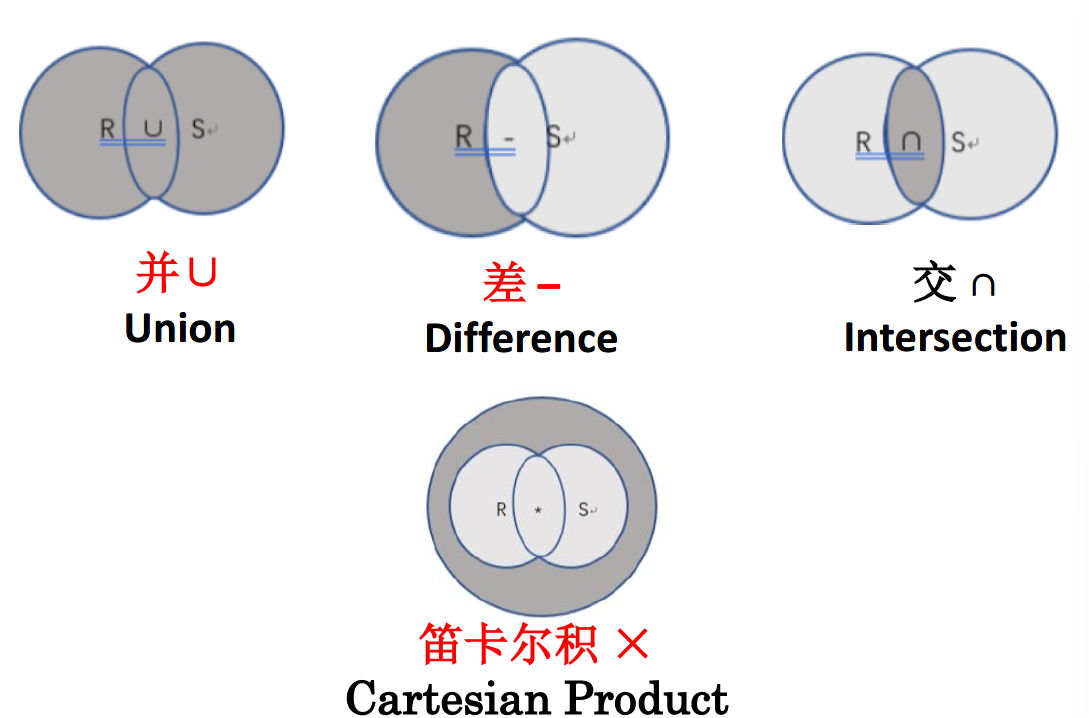 R ∪ S↵
R - S↵
R ∩ S↵
并∪
Union
差−
Difference
交 ∩
Intersection
R * S↵
笛卡尔积 ×
Cartesian Product